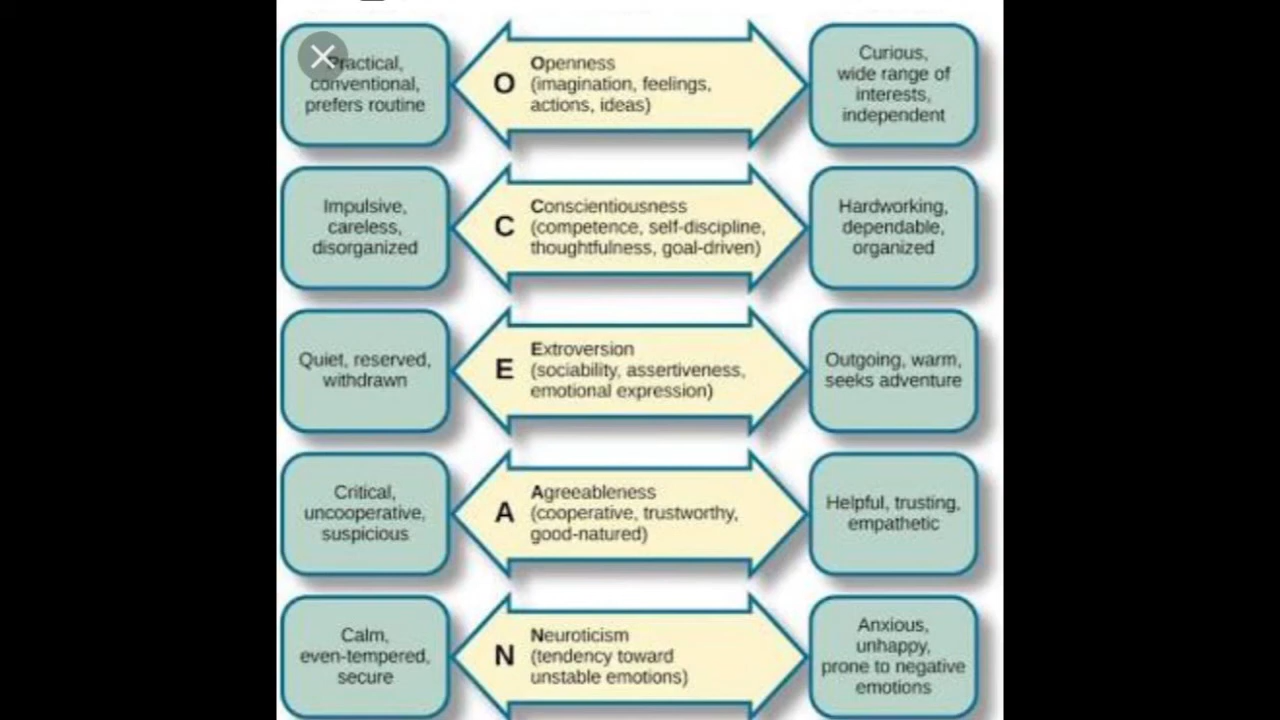 Practical,
conventional,
prefers routine
O
Openness
(imagination, feelings,
actions, ideas)
Curious,
wide range of
interests,
independent
Impulsive,
careless,
disorganized
C
Conscientiousness
(competence, self-discipline,
thoughtfulness, goal-driven)
Hardworking,
dependable,
organized
Quiet, reserved,
withdrawn
E
Extroversion
(sociability, assertiveness,
emotional expression)
Outgoing, warm,
seeks adventure
Critical,
uncooperative,
suspicious
A
Agreeableness
(cooperative, trustworthy,
good-natured)
Helpful, trusting,
empathetic
Calm,
even-tempered,
secure
N
Neuroticism
(tendency toward
unstable emotions)
Anxious,
unhappy,
prone to negative
emotions